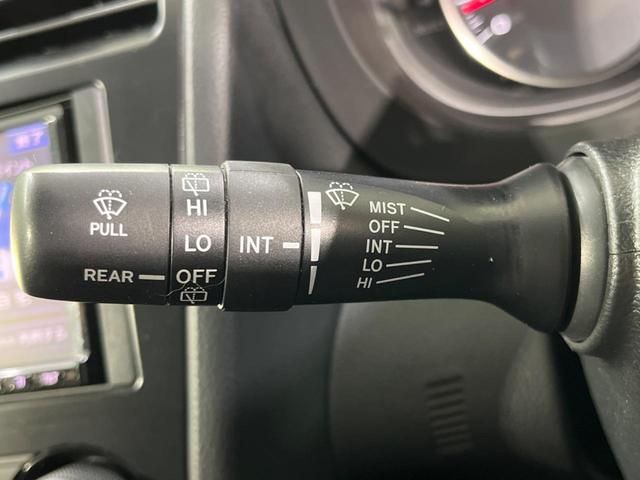 PULL
REAR
HI
LO
OFF
INT
MIST
OFF
INT
LO
HI